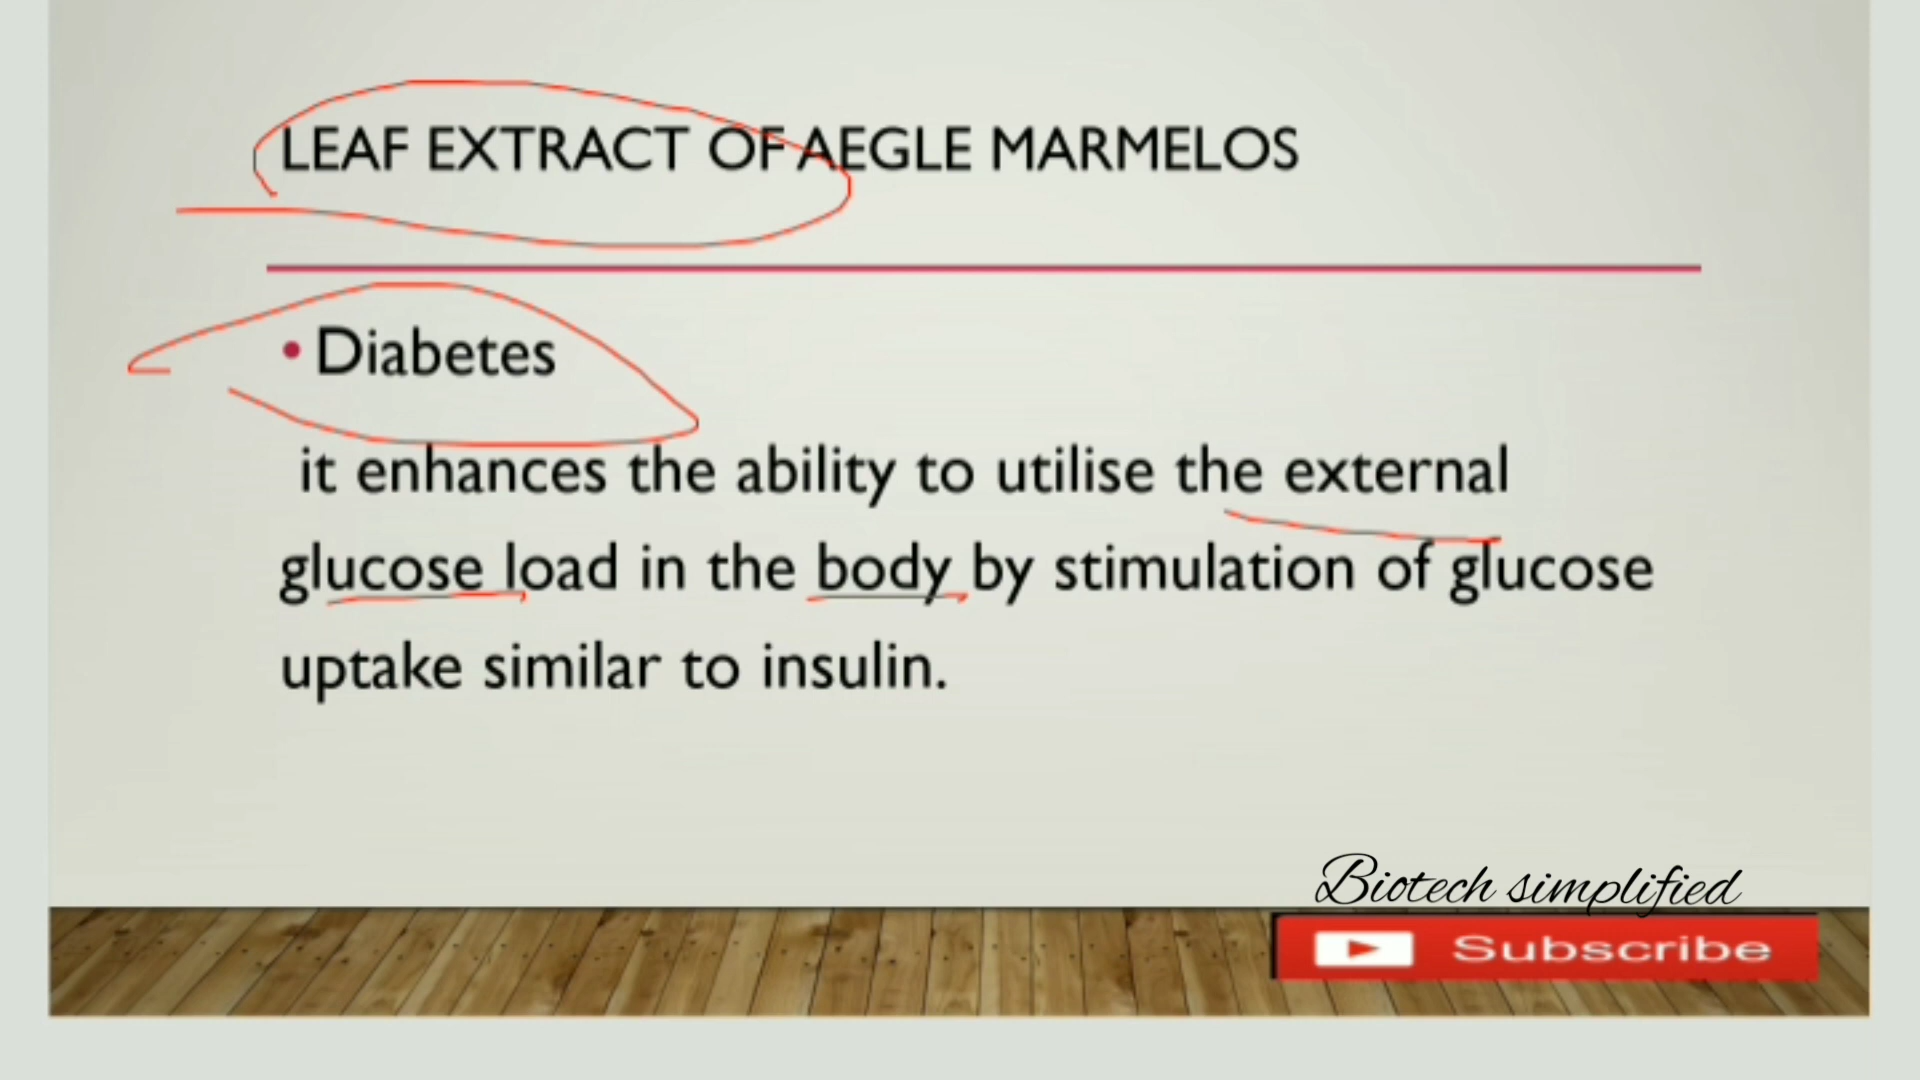 LEAF EXTRACT OF AEGLE MARMELOS
• Diabetes
it enhances the ability to utilise the external
glucose load in the body by stimulation of glucose
uptake similar to insulin.
Biotech simplified
Subscribe